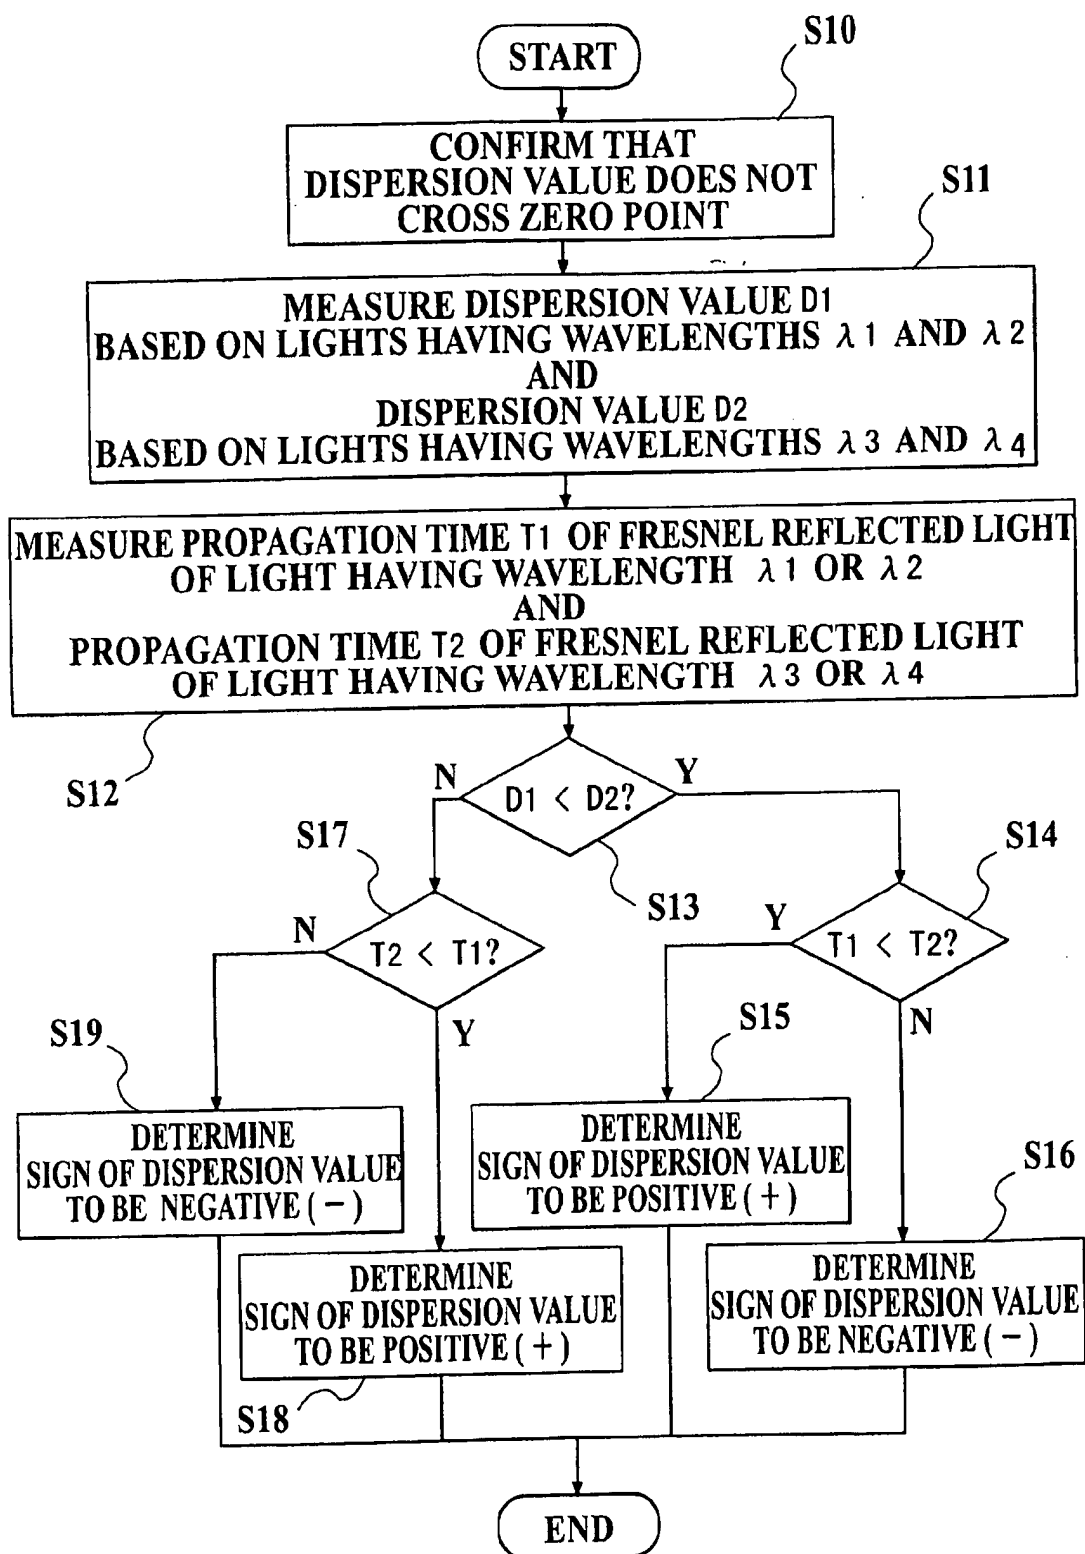 S10
START
CONFIRM THAT
DISPERSION VALUE DOES NOT
CROSS ZERO POINT
S11
MEASURE DISPERSION VALUE D1
BASED ON LIGHTS HAVING WAVELENGTHS λ1 AND λ2
AND
DISPERSION VALUE D2
BASED ON LIGHTS HAVING WAVELENGTHS λ3 AND λ4
MEASURE PROPAGATION TIME T1 OF FRESNEL REFLECTED LIGHT
OF LIGHT HAVING WAVELENGTH λ1 OR λ2
AND
PROPAGATION TIME T2 OF FRESNEL REFLECTED LIGHT
OF LIGHT HAVING WAVELENGTH λ3 OR λ4
S12
N
D1 < D2?
Y
S13
S17
N
T2 < T1?
Y
S14
Y
T1 < T2?
N
S19
DETERMINE
SIGN OF DISPERSION VALUE
TO BE NEGATIVE (-)
S15
DETERMINE
SIGN OF DISPERSION VALUE
TO BE POSITIVE (+)
S16
DETERMINE
SIGN OF DISPERSION VALUE
TO BE POSITIVE (+)
S18
DETERMINE
SIGN OF DISPERSION VALUE
TO BE NEGATIVE (-)
END